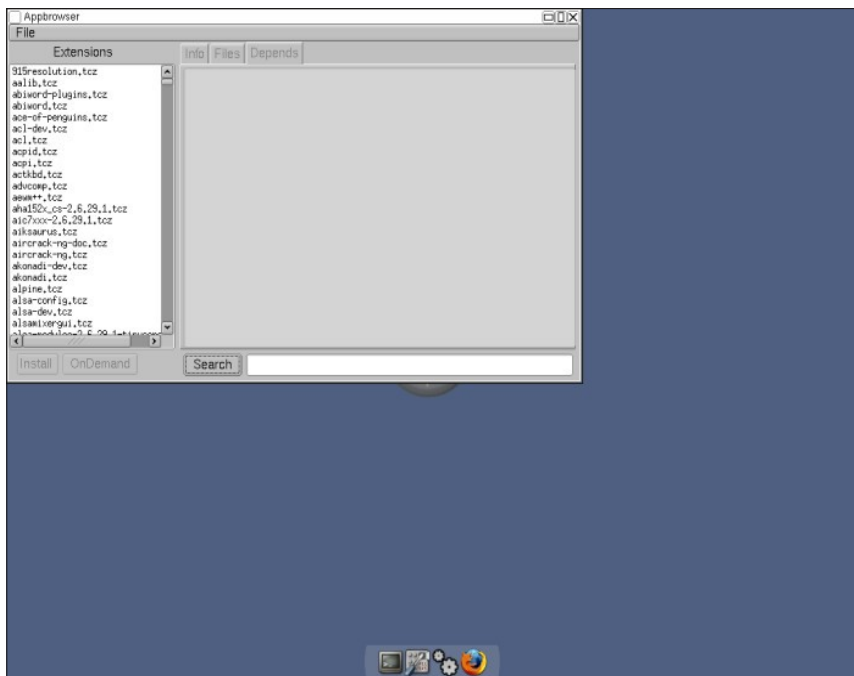 Appbrowser
File
Extensions
Info Files Depends
915resolution.tcz
aalib.tcz
abiword-plugins.tcz
abiword.tcz
ace-of-penguins.tcz
acl-dev.tcz
acl.tcz
acpid.tcz
acpi.tcz
actkbd.tcz
advcomp.tcz
aewm++.tcz
aha152x_cs-2.6.29.1.tcz
aic7xxx-2.6.29.1.tcz
aiksaurus.tcz
aircrack-ng-doc.tcz
aircrack-ng.tcz
akonadi-dev.tcz
akonadi.tcz
alpine.tcz
alsa-config.tcz
alsa-dev.tcz
alsamixergui.tcz
Install OnDemand Search